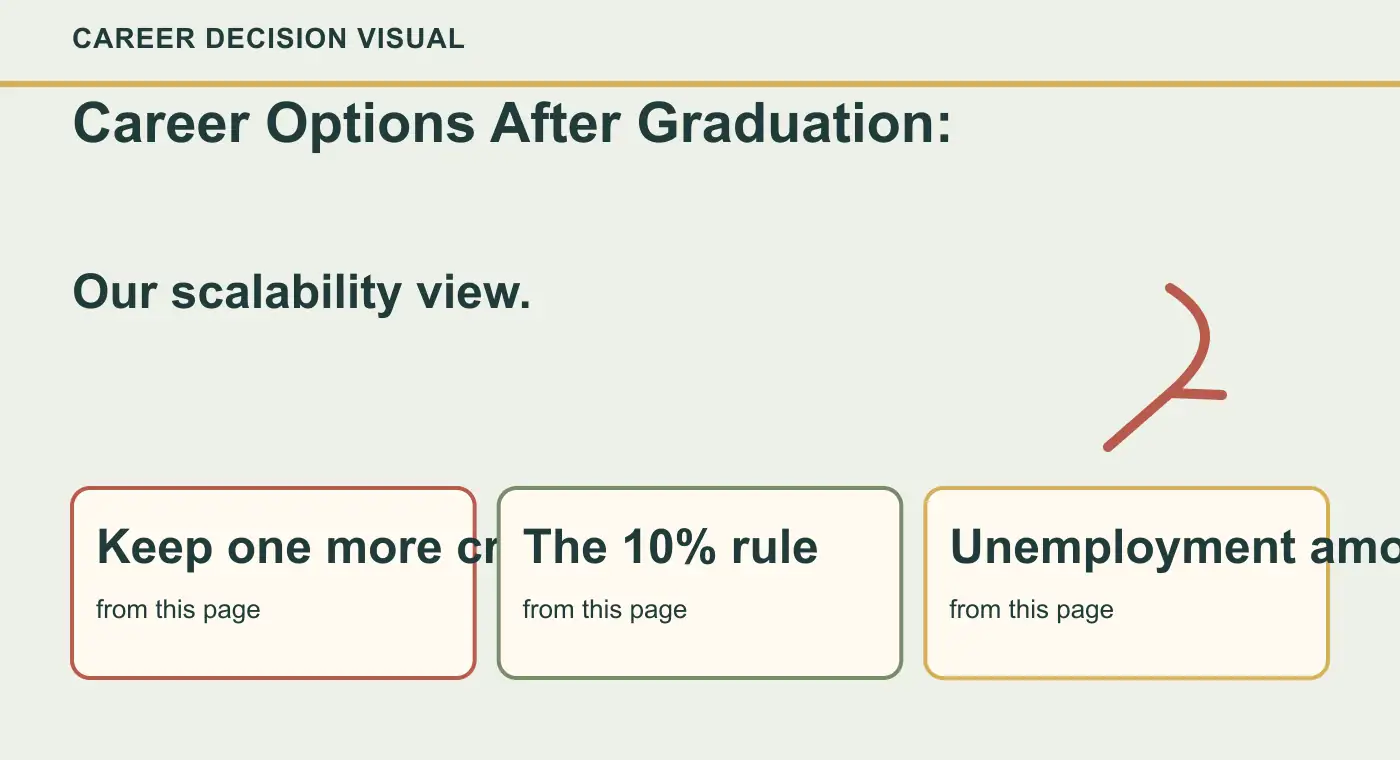 CAREER DECISION VISUAL
Career Options After Graduation:
Our scalability view.
Keep one more
from this page
The 10% rule
from this page
Unemployment
from this page